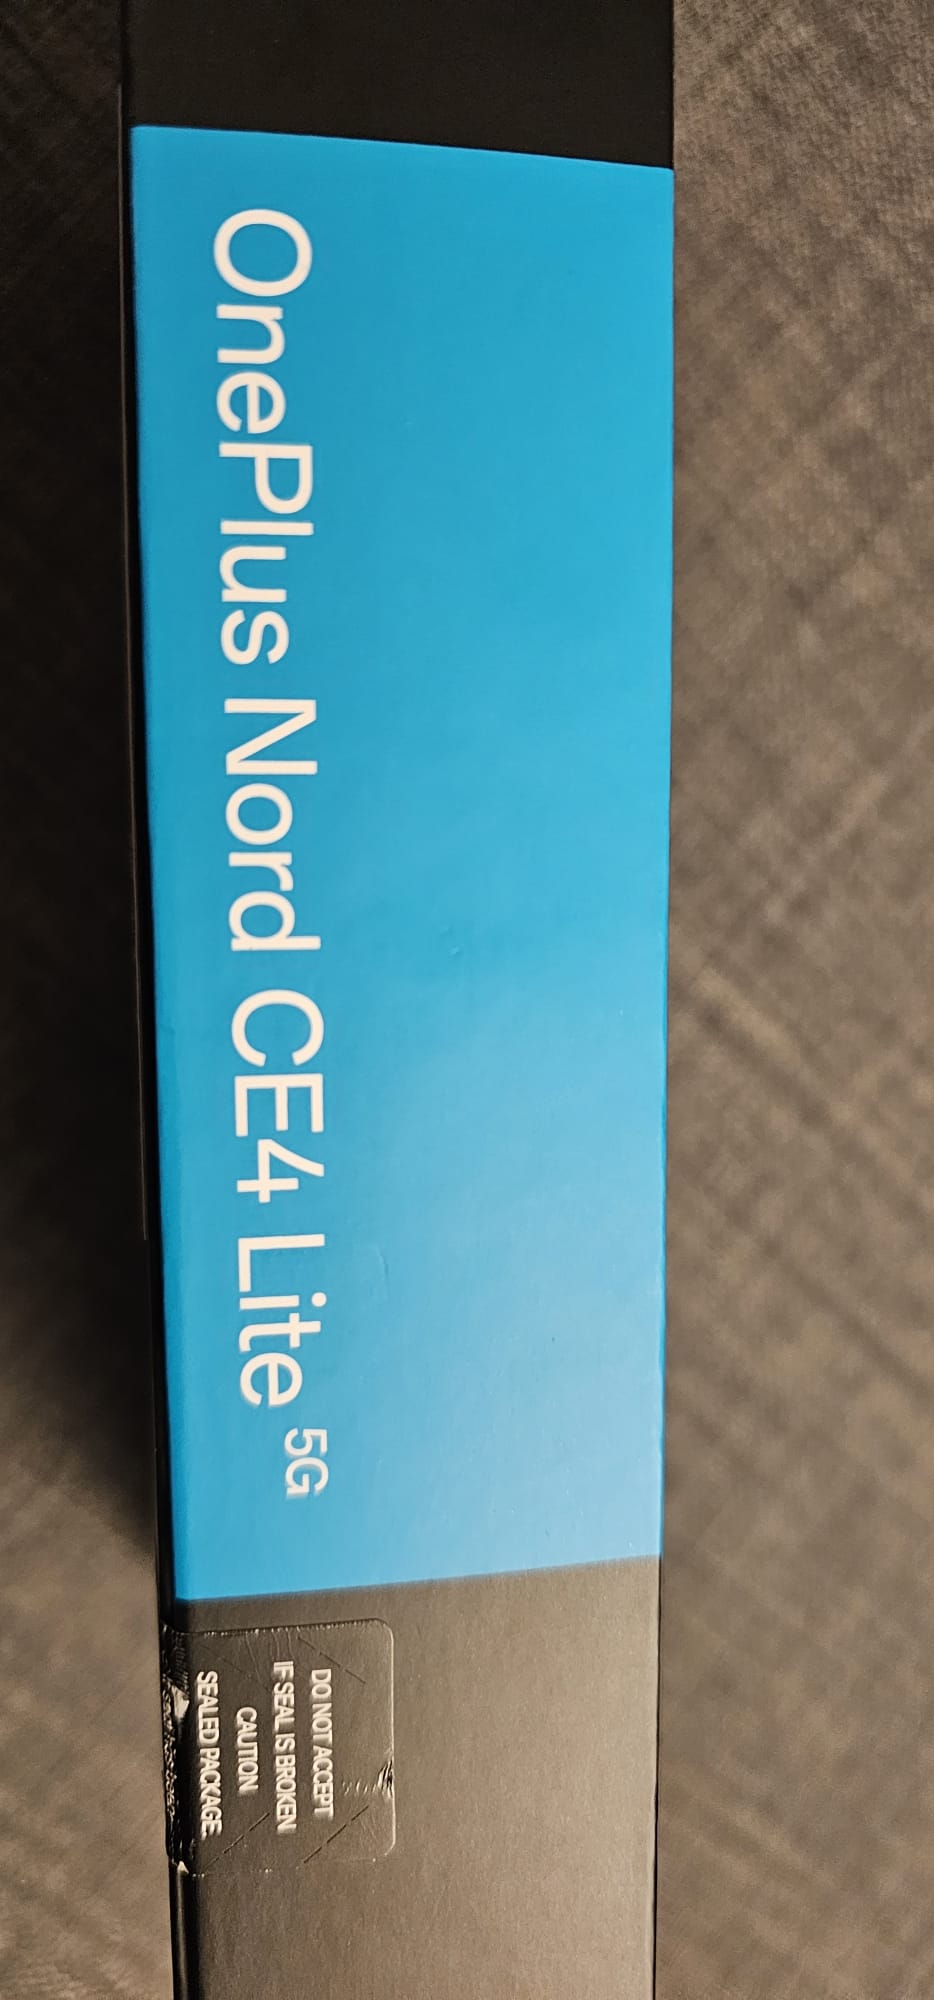 OnePlus Nord CE4 Lite 5G
DO NOT ACCEPT
IF SEAL IS BROKEN
CAUTION
SEALED PACKAGE.